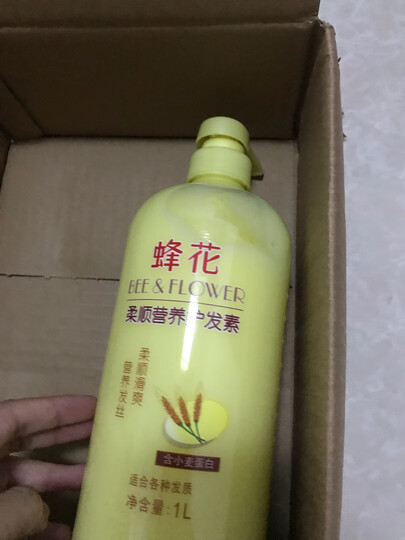 蜂花
BEE & FLOWER
柔顺营养护发素
柔顺滑爽
营养发丝
含小麦蛋白
适合各种发质
净含量:1L